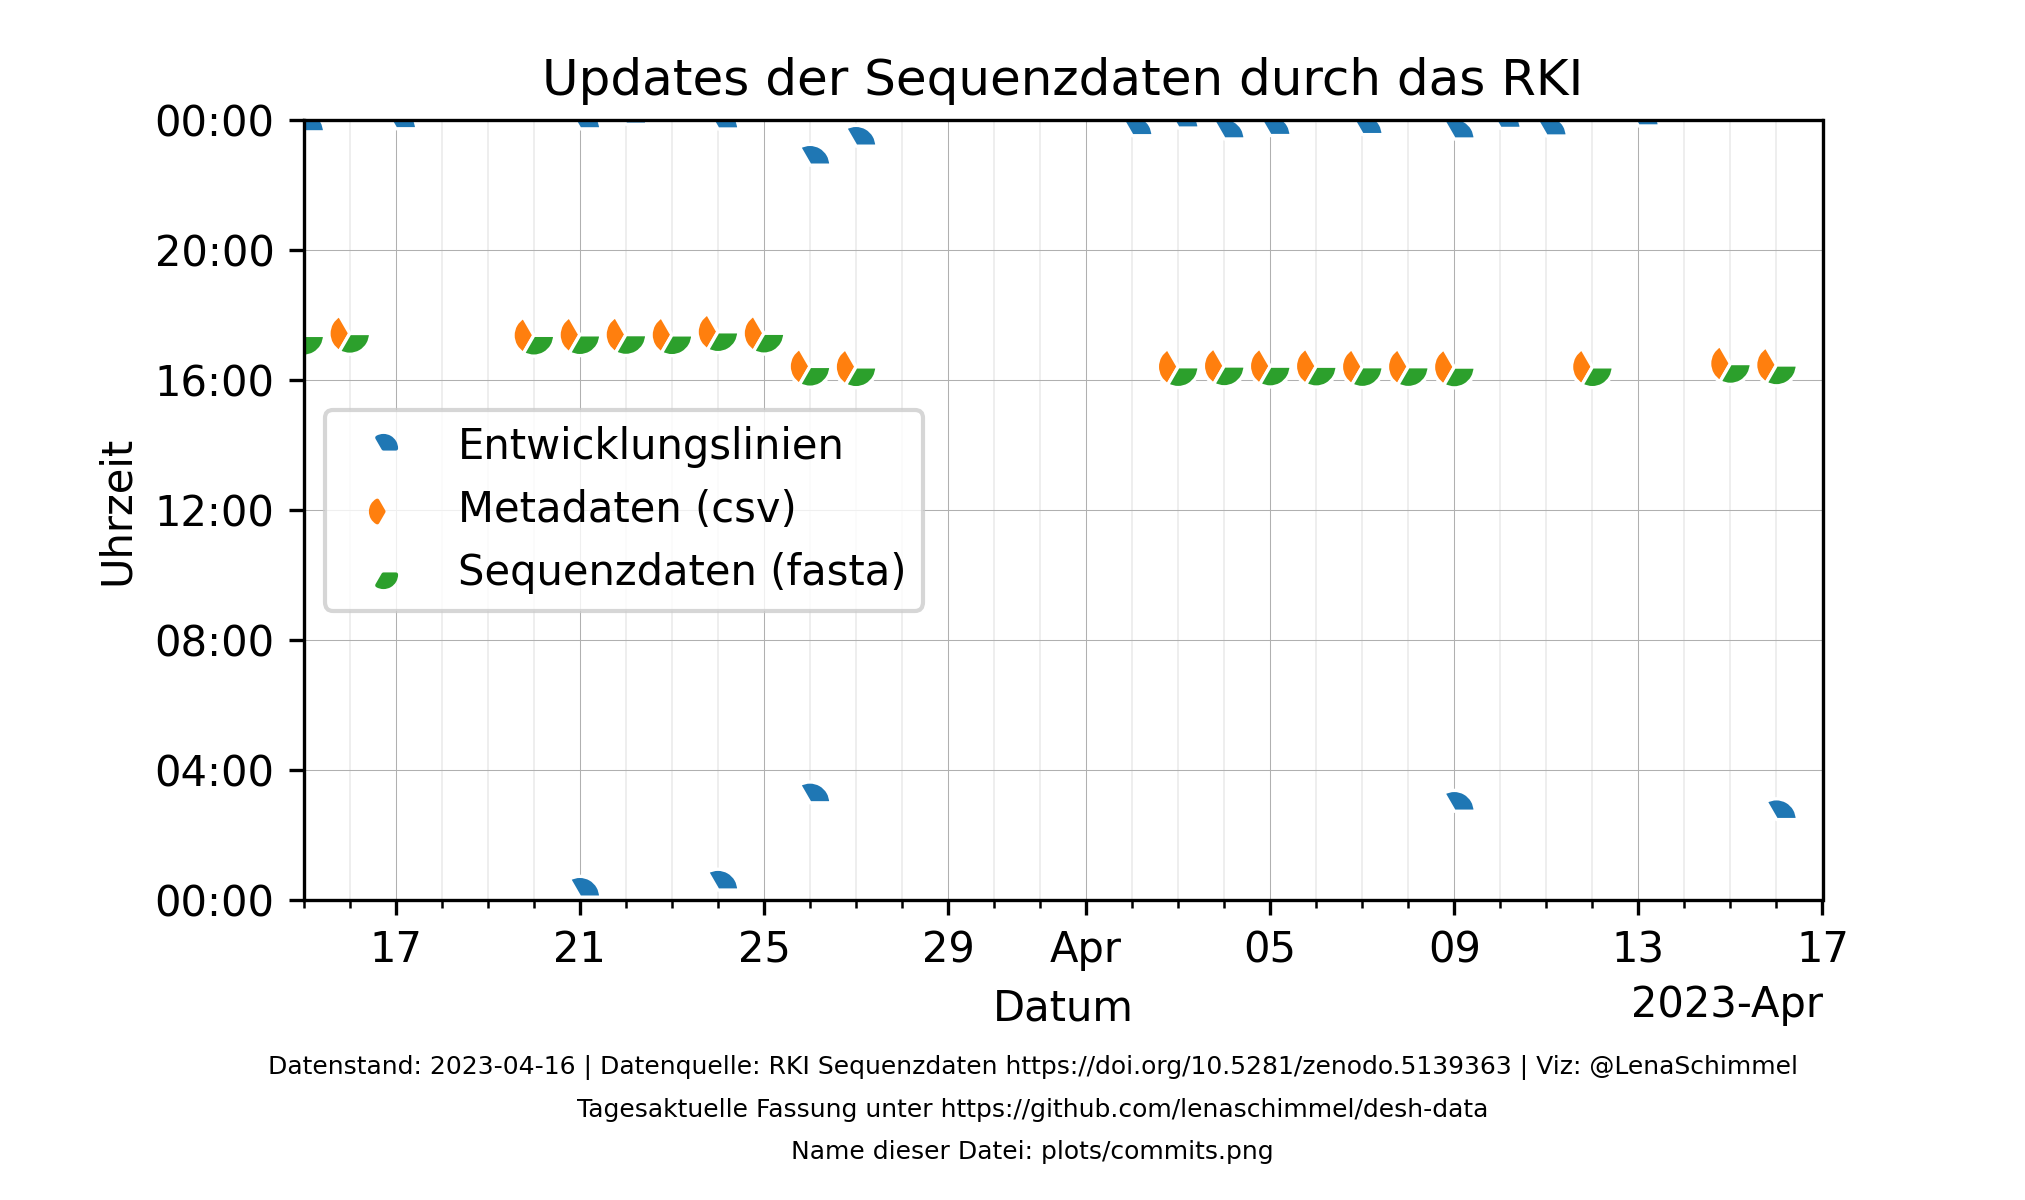 Updates der Sequenzdaten durch das RKI
00:00
20:00
16:00
12:00
08:00
04:00
00:00
Uhrzeit
Entwicklungslinien
Metadaten (csv)
Sequenzdaten (fasta)
17 21 25 29 Apr 05 09 13 17
Datum
2023-Apr
Datenstand: 2023-04-16 | Datenquelle: RKI Sequenzdaten https://doi.org/10.5281/zenodo.5139363 | Viz: @LenaSchimmel
Tagesaktuelle Fassung unter https://github.com/lenaschimmel/desh-data
Name dieser Datei: plots/commits.png